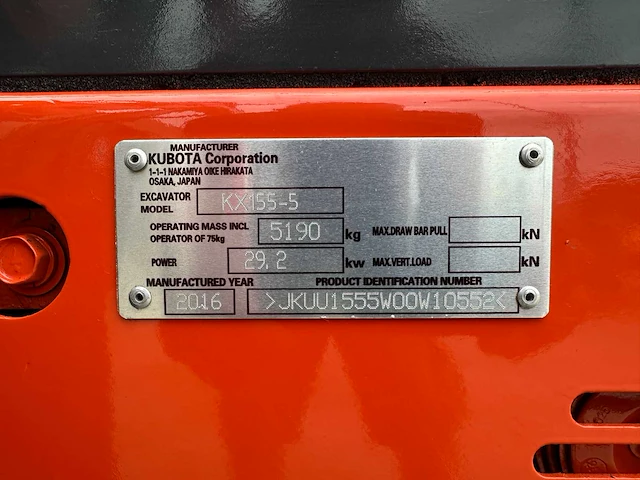 MANUFACTURER
KUBOTA Corporation
1-1-1 NAKAMIYA OIKE HIRAKATA
OSAKA, JAPAN
EXCAVATOR MODEL KX155-5
OPERATING MASS INCL OPERATOR OF 75kg 5190 kg MAX.DRAW BAR PULL kN
POWER 29.2 kw MAX.VERT.LOAD kN
MANUFACTURED YEAR PRODUCT IDENTIFICATION NUMBER
2016 >JKUU1555W00W10552<